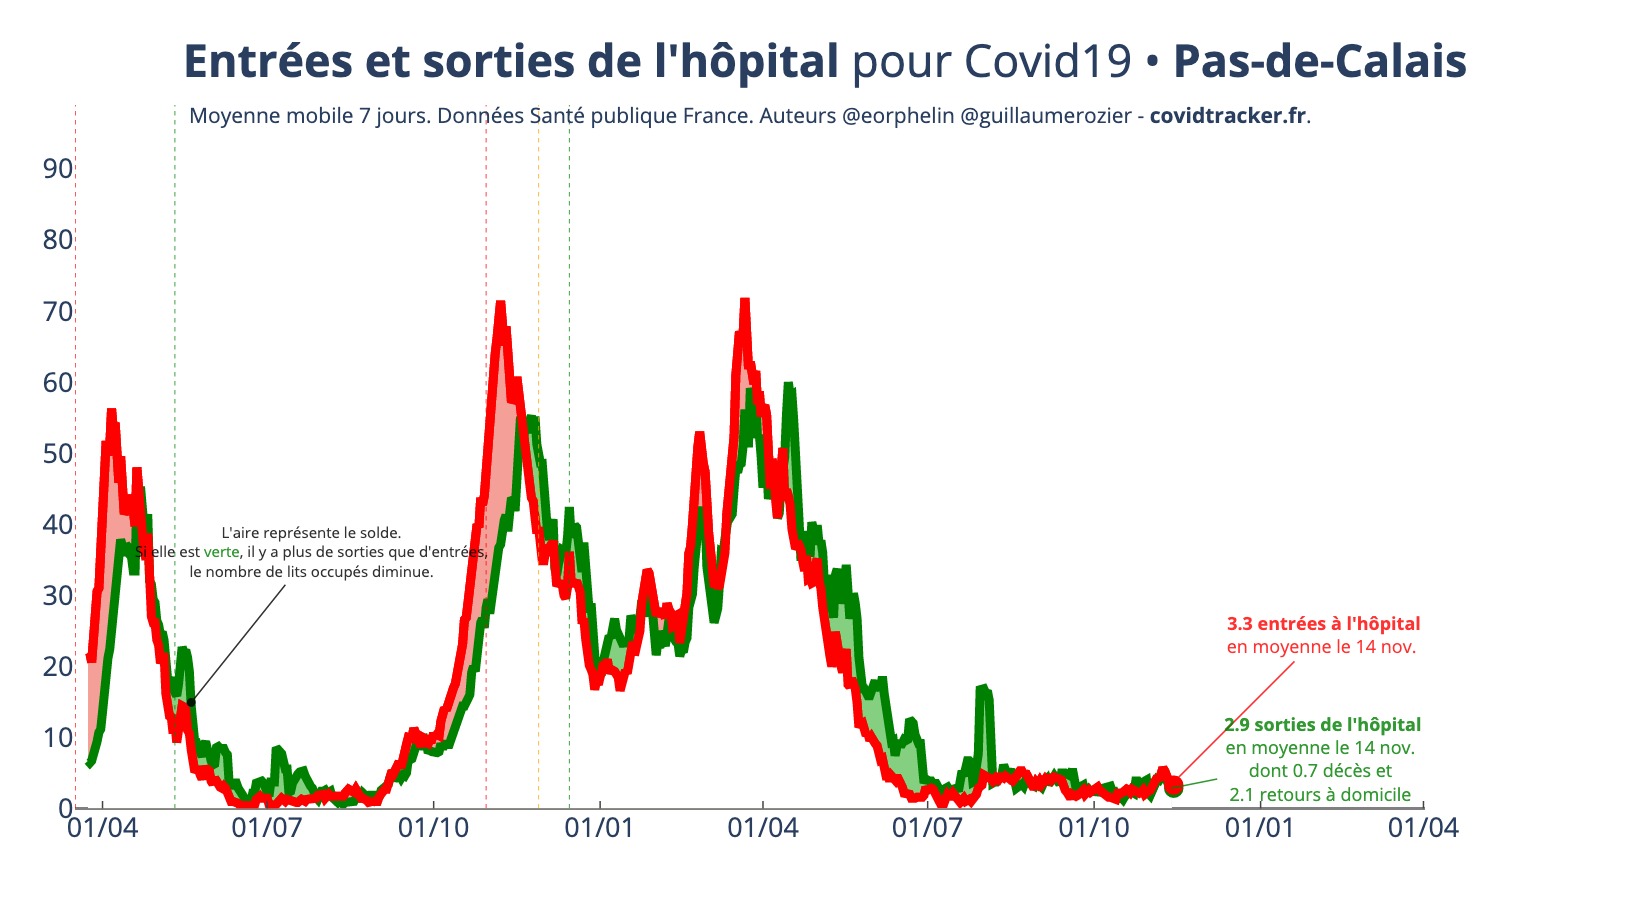 Entrées et sorties de l'hôpital pour Covid19 • Pas-de-Calais
Moyenne mobile 7 jours. Données Santé publique France. Auteurs @eorphelin @guillaumerozier - covidtracker.fr.
90
80
70
60
50
40
30
20
10
0
L'aire représente le solde.
Si elle est verte, il y a plus de sorties que d'entrées,
le nombre de lits occupés diminue.
3.3 entrées à l'hôpital
en moyenne le 14 nov.
2.9 sorties de l'hôpital
en moyenne le 14 nov.
dont 0.7 décès et
2.1 retours à domicile
01/04 01/07 01/10 01/01 01/04 01/07 01/10 01/01 01/04